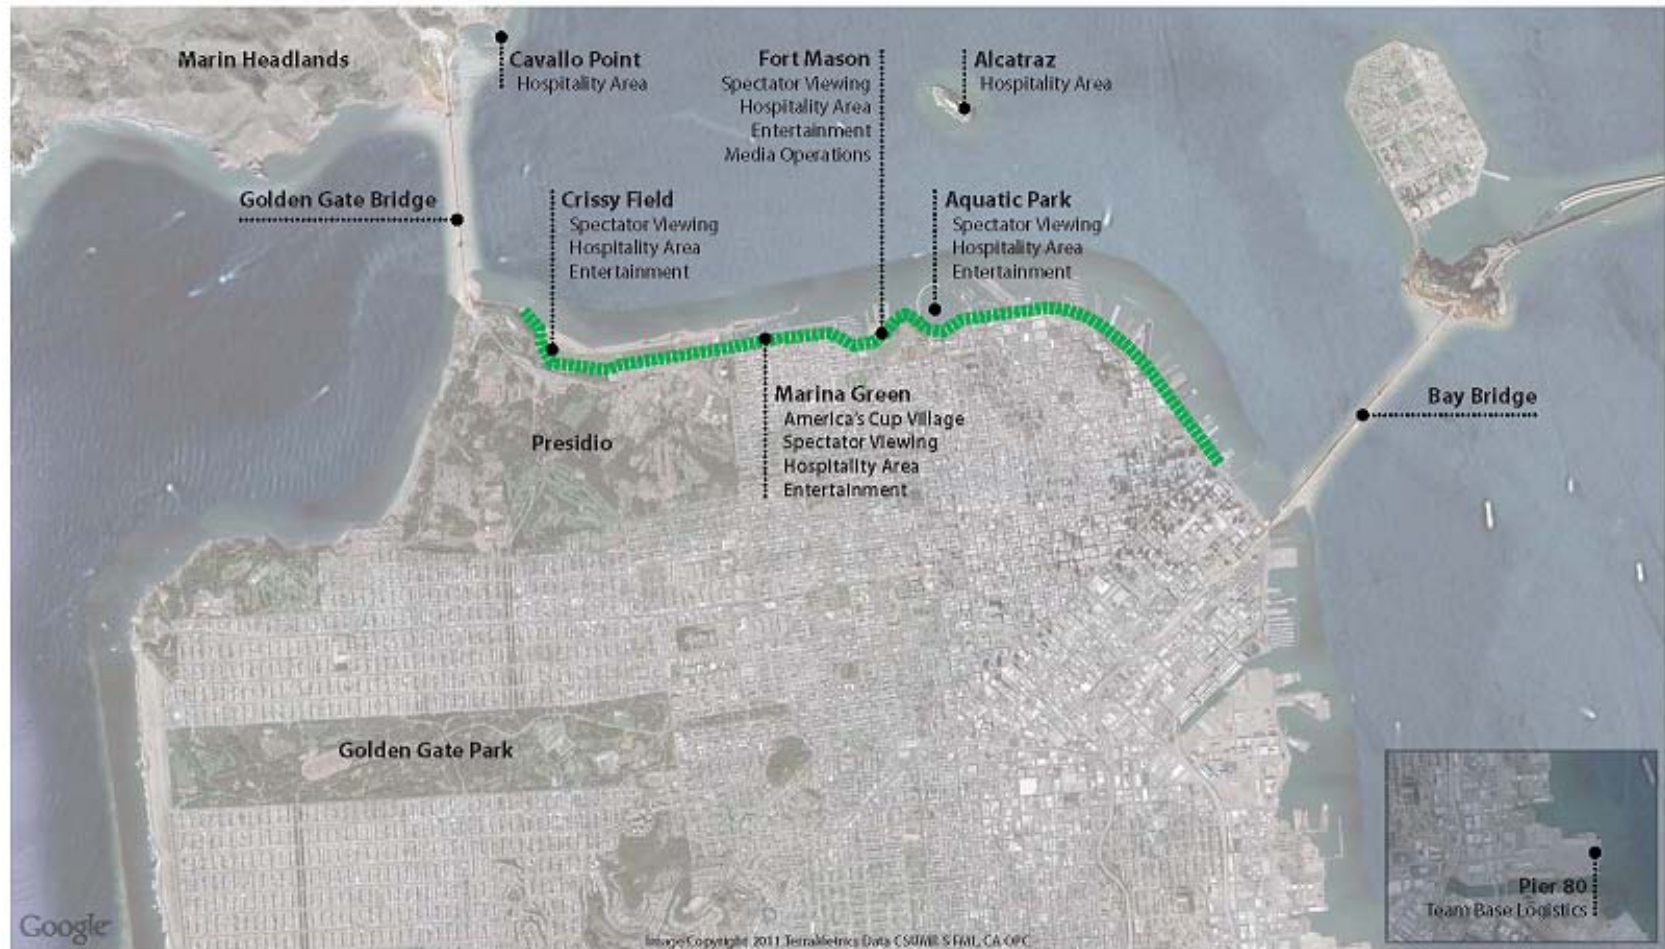 Marin Headlands
Cavallo Point
Hospitality Area
Fort Mason
Spectator Viewing
Hospitality Area
Entertainment
Media Operations
Alcatraz
Hospitality Area
Golden Gate Bridge
Crissy Field
Spectator Viewing
Hospitality Area
Entertainment
Aquatic Park
Spectator Viewing
Hospitality Area
Entertainment
Marina Green
America's Cup Village
Spectator Viewing
Hospitality Area
Entertainment
Presidio
Bay Bridge
Golden Gate Park
Pier 80
Team Base Logistics
Google
Image Copyright 2011 TerraMetrics Data CSUMB CA OPC